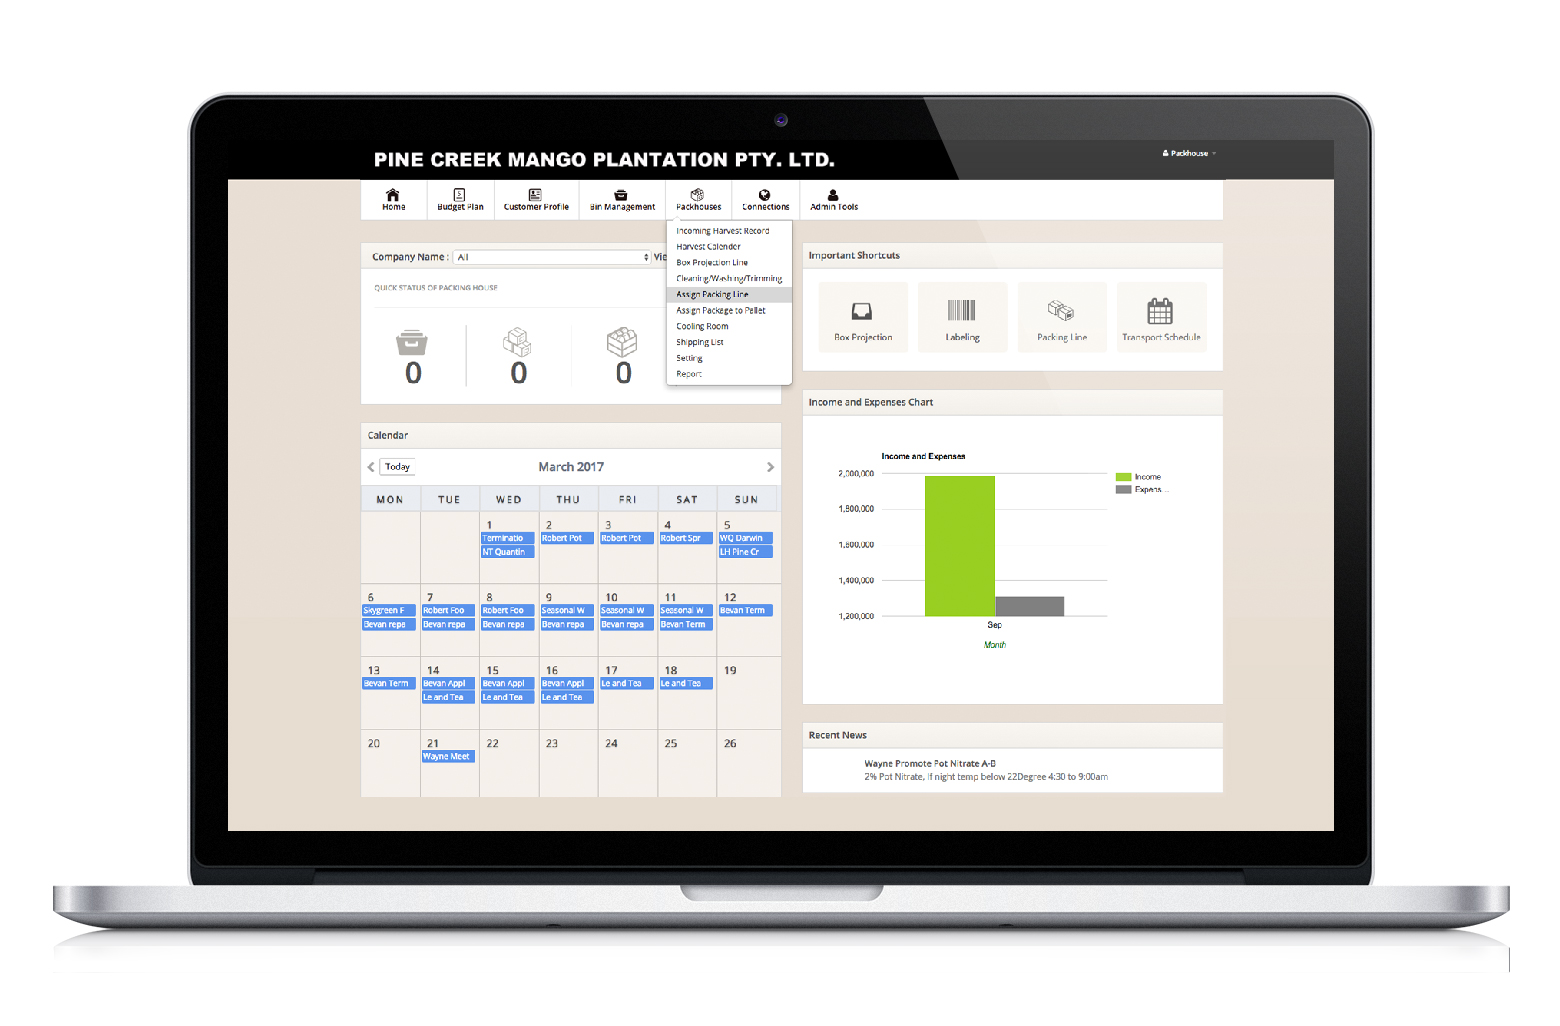 PINE CREEK MANGO PLANTATION PTY. LTD.
Packhouse
Home
Budget Plan
Customer Profile
Bin Management
Packhouses
Connections
Admin Tools
Incoming Harvest Record
Harvest Calender
Box Projection Line
Cleaning/Washing/Trimming
Assign Packing Line
Assign Package to Pallet
Cooling Room
Shipping List
Setting
Report
Company Name : All Vie
QUICK STATUS OF PACKING HOUSE
0 0 0
Important Shortcuts
Box Projection
Labeling
Packing Line
Transport Schedule
Calendar
Today
March 2017
MON TUE WED THU FRI SAT SUN
1 2 3 4 5
Terminatio Robert Pot Robert Pot Robert Spr WQ Darwin
NT Quantin LH Pine Cr
6 7 8 9 10 11 12
Skygreen F Robert Foo Robert Foo Seasonal W Seasonal W Seasonal W Bevan Term
Bevan repa Bevan repa Bevan repa Bevan repa Bevan repa Bevan Term
13 14 15 16 17 18 19
Bevan Term Bevan Appl Bevan Appl Bevan Appl Le and Tea Le and Tea
Le and Tea Le and Tea Le and Tea
20 21 22 23 24 25 26
Wayne Meet
Income and Expenses Chart
Income and Expenses
2,000,000
1,800,000
1,600,000
1,400,000
1,200,000
Sep
Month
Income
Expens ...
Recent News
Wayne Promote Pot Nitrate A-B
2% Pot Nitrate, If night temp below 22Degree 4:30 to 9:00am